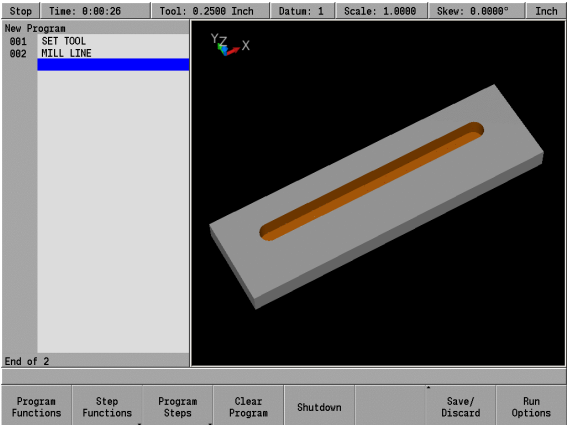 Stop Time: 0:00:26 Tool: 0.2500 Inch Datum: 1 Scale: 1.0000 Skew: 0.0000° Inch
New Program
001 SET TOOL
002 MILL LINE
Y Z X
End of 2
Program Functions Step Functions Program Steps Clear Program Shutdown Save/ Discard Run Options